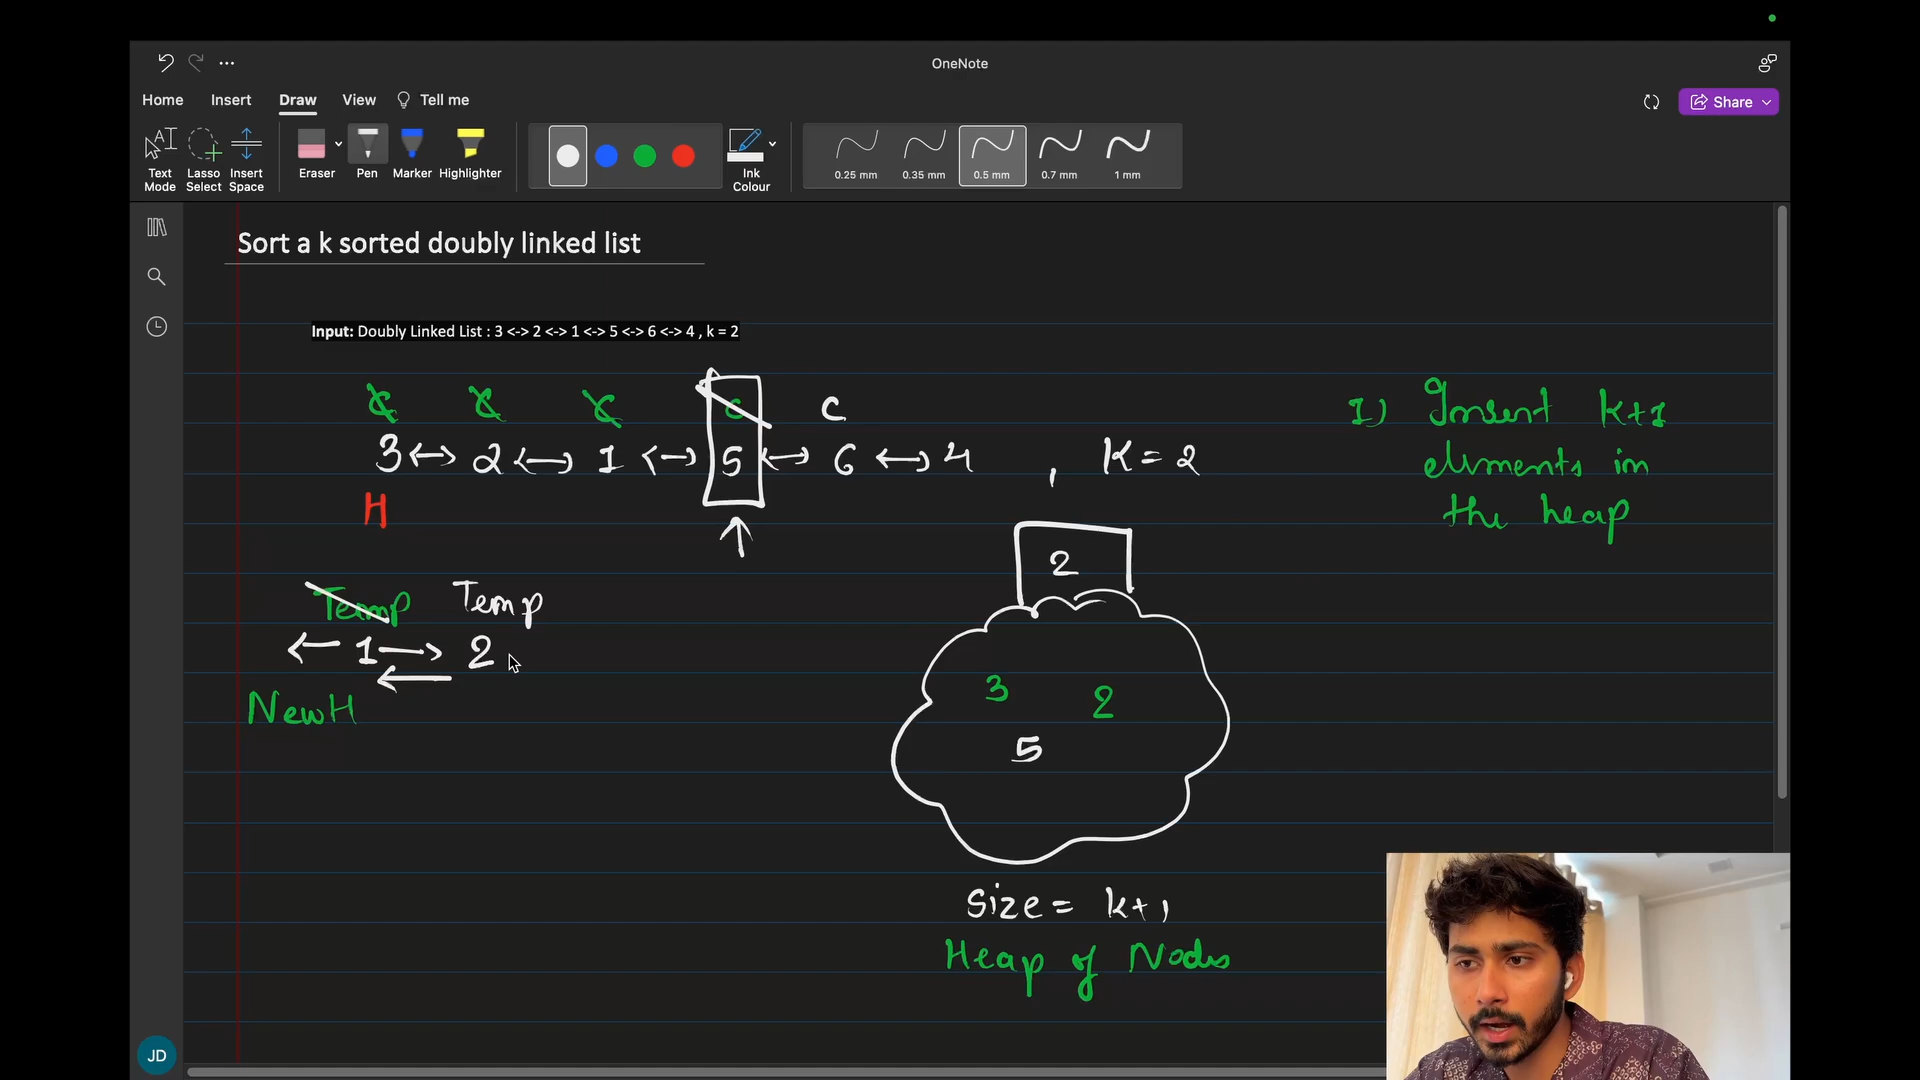 OneNote
Home Insert Draw View Tell me
Share
Text Mode
Lasso Select
Insert Space
Eraser
Pen
Marker
Highlighter
Ink Colour
0.25 mm
0.35 mm
0.5 mm
0.7 mm
1 mm
Sort a k sorted doubly linked list
Input: Doubly Linked List : 3 <-> 2 <-> 1 <-> 5 <-> 6 <-> 4 , k = 2
C C C C C
3 <-> 2 <-> 1 <-> 5 <-> 6 <-> 4 , K = 2
H
1) Insert k+1
elements in
the heap
Temp Temp
← 1 → 2
←
NewH
2
3 2
5
Size = k+1
Heap of Nodes
JD